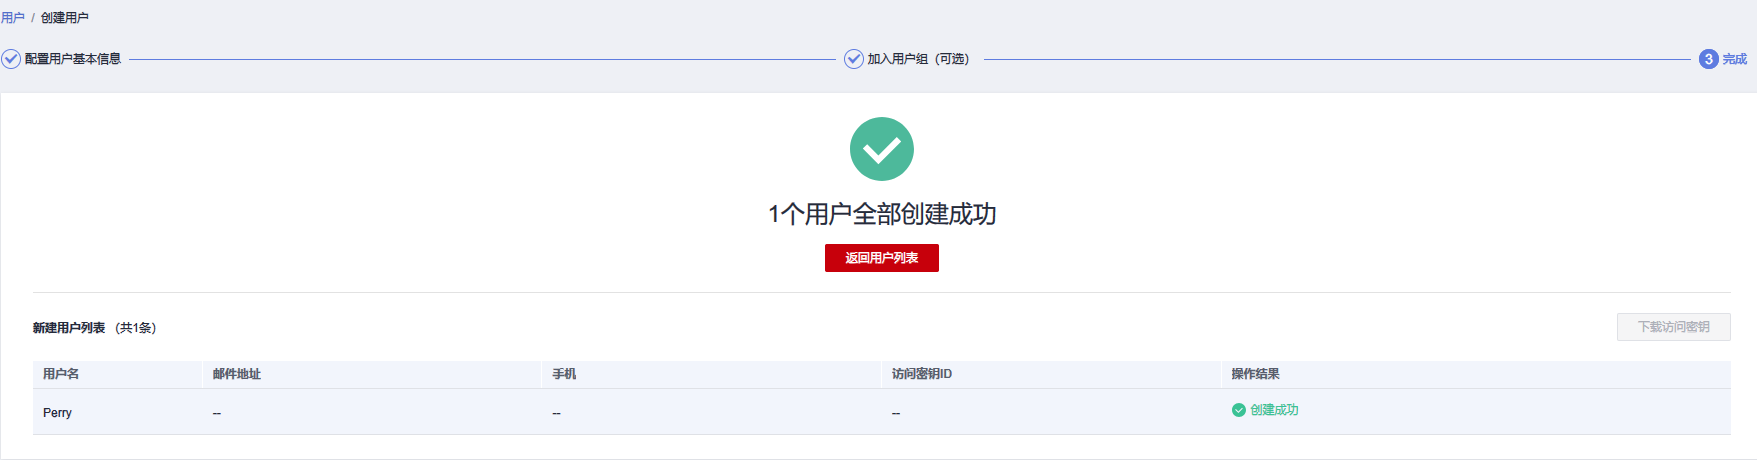 用户 / 创建用户
配置用户基本信息 加入用户组（可选） 3 完成
1个用户全部创建成功
返回用户列表
新建用户列表 （共1条） 下载访问密钥
用户名 邮件地址 手机 访问密钥ID 操作结果
Perry -- -- -- 创建成功